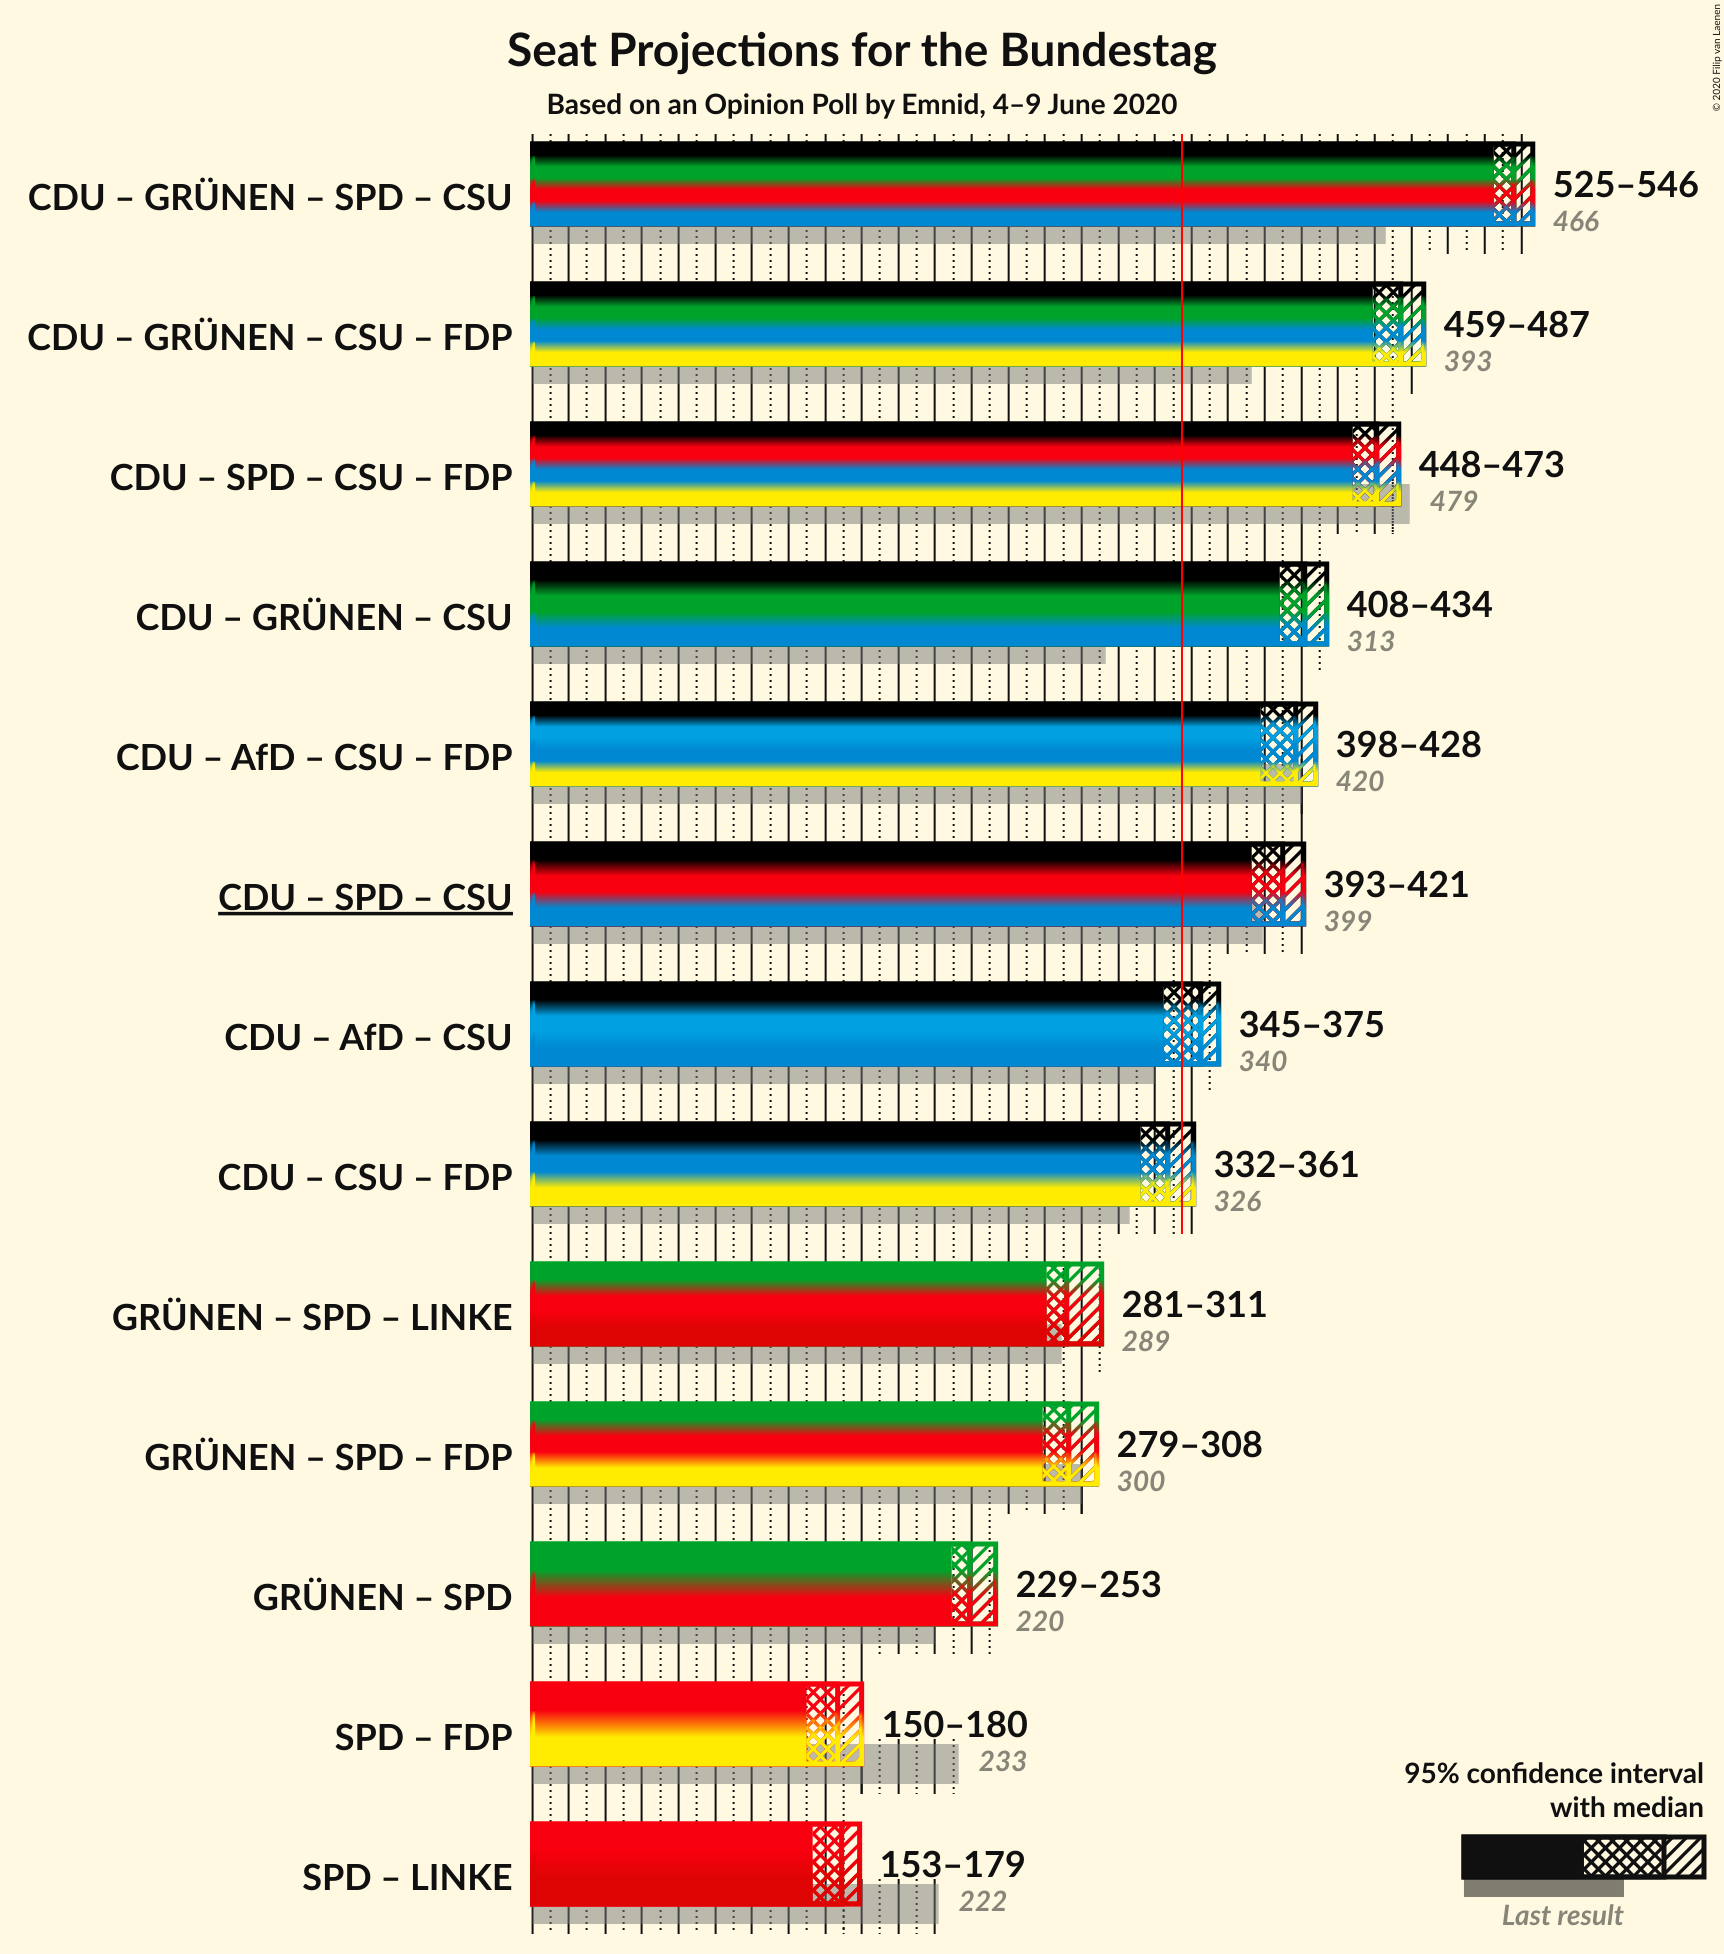 Seat Projections for the Bundestag
Based on an Opinion Poll by Emnid, 4–9 June 2020
© 2020 Filip van Laenen
CDU – GRÜNEN – SPD – CSU
525–546
466
CDU – GRÜNEN – CSU – FDP
459–487
393
CDU – SPD – CSU – FDP
448–473
479
CDU – GRÜNEN – CSU
408–434
313
CDU – AfD – CSU – FDP
398–428
420
CDU – SPD – CSU
393–421
399
CDU – AfD – CSU
345–375
340
CDU – CSU – FDP
332–361
326
GRÜNEN – SPD – LINKE
281–311
289
GRÜNEN – SPD – FDP
279–308
300
GRÜNEN – SPD
229–253
220
SPD – FDP
150–180
233
SPD – LINKE
153–179
222
95% confidence interval
with median
Last result